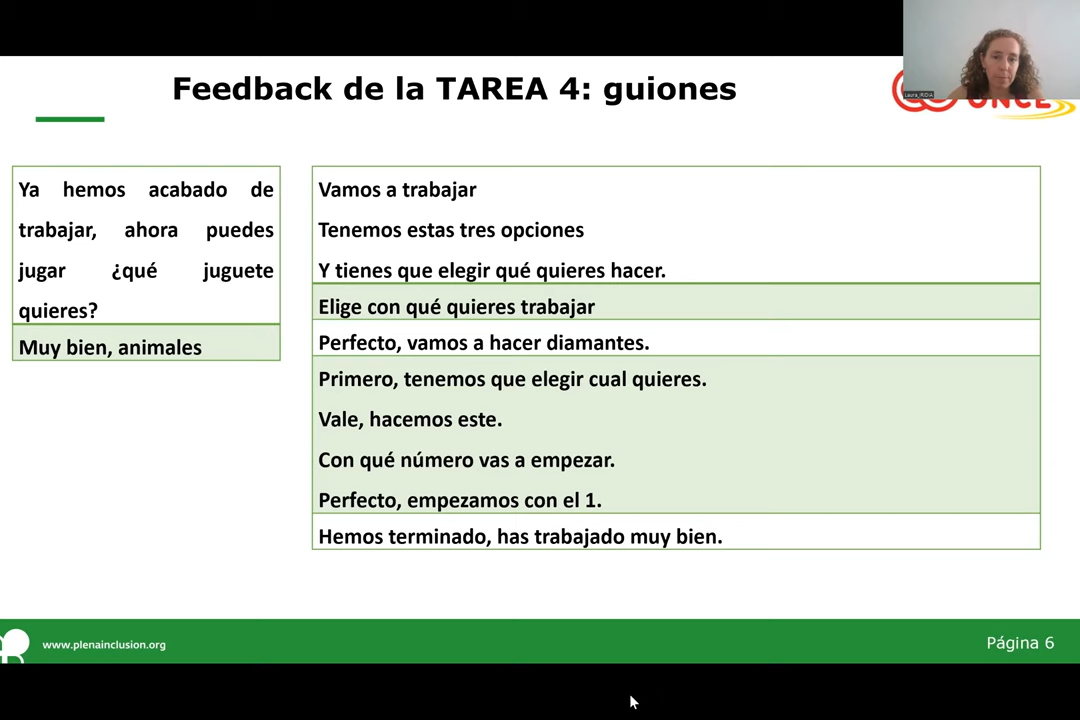 Feedback de la TAREA 4: guiones
Laura_IRIDIA
ONCE
Ya hemos acabado de
trabajar, ahora puedes
jugar ¿qué juguete
quieres?
Muy bien, animales
Vamos a trabajar
Tenemos estas tres opciones
Y tienes que elegir qué quieres hacer.
Elige con qué quieres trabajar
Perfecto, vamos a hacer diamantes.
Primero, tenemos que elegir cual quieres.
Vale, hacemos este.
Con qué número vas a empezar.
Perfecto, empezamos con el 1.
Hemos terminado, has trabajado muy bien.
www.plenainclusion.org
Página 6